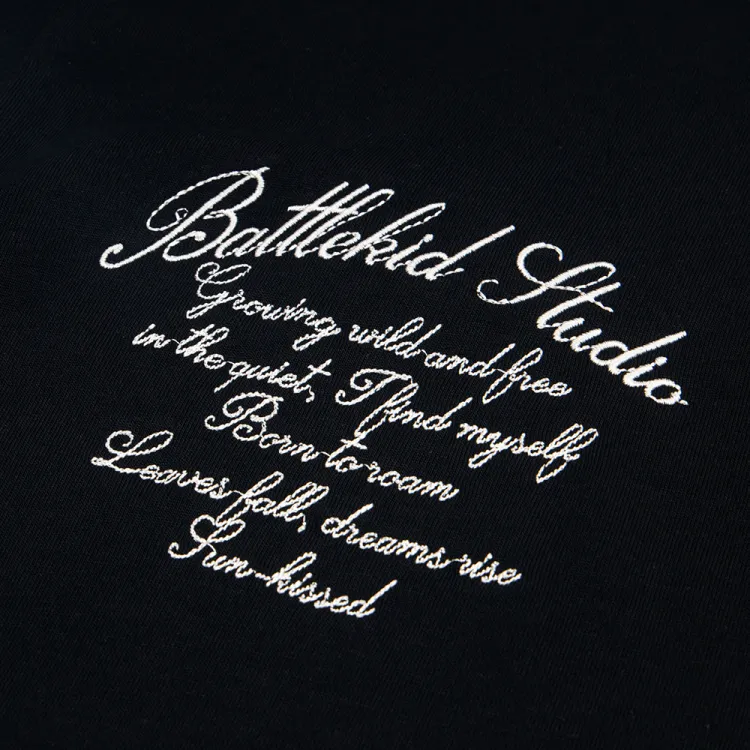 Battlekid Studio
Growing wild and free
in the quiet, I find myself
Born to roam
Leaves fall, dreams rise
Sun-kissed